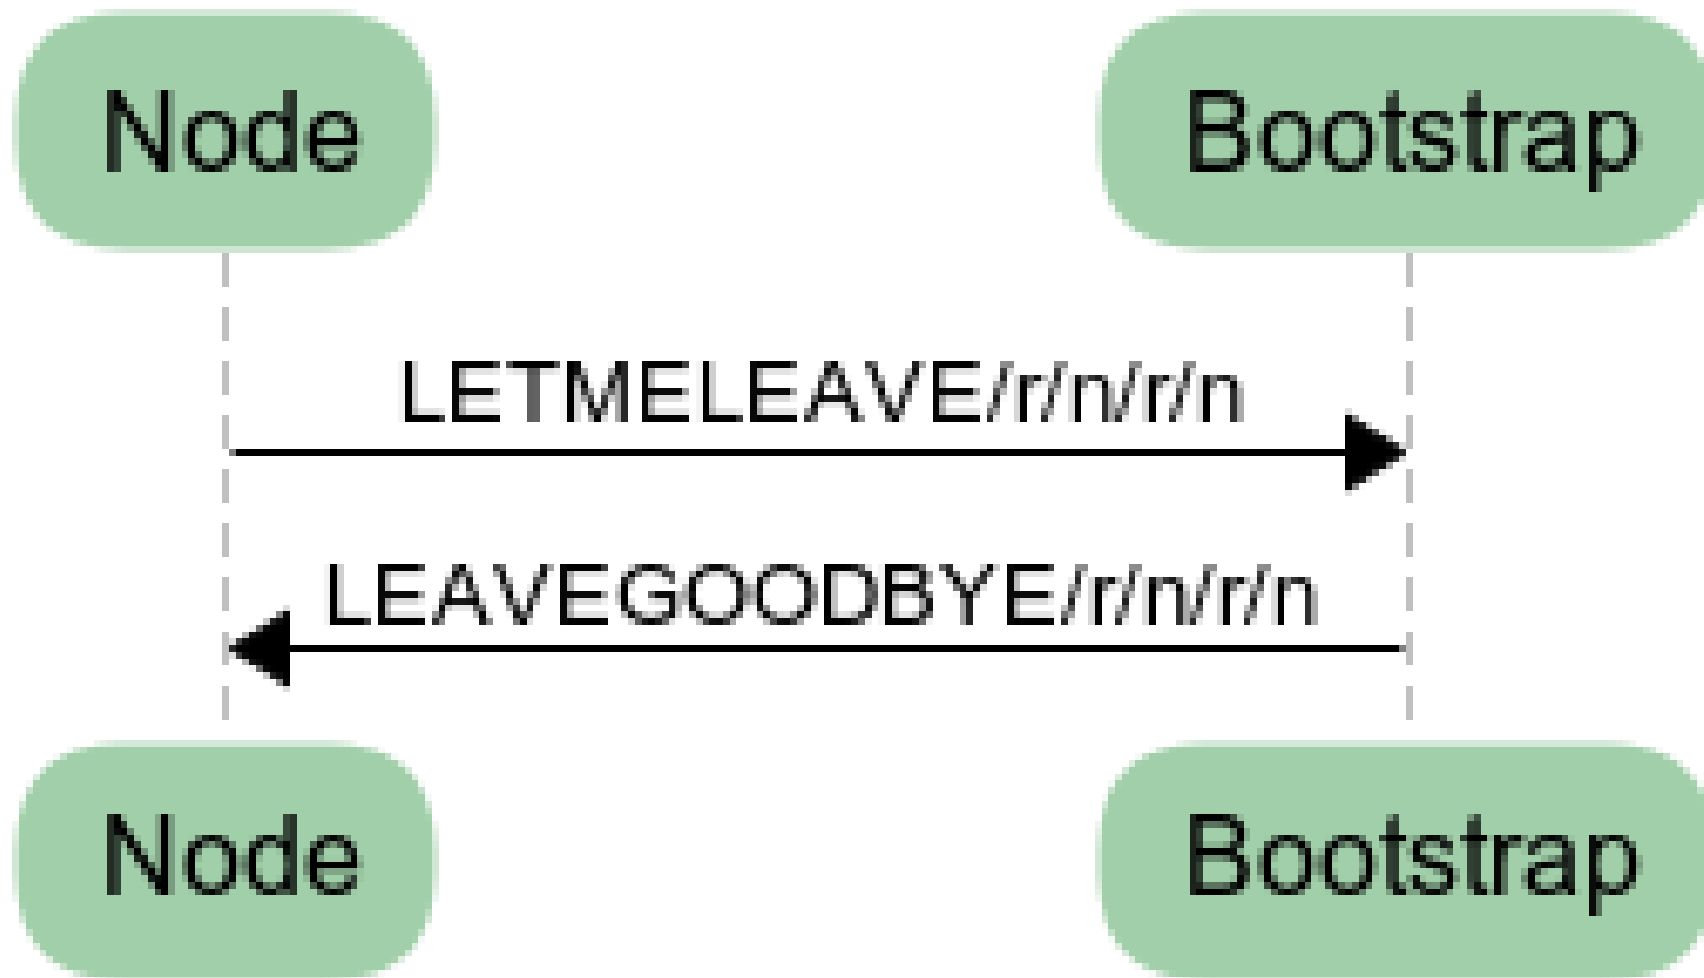 Node
Bootstrap
LETMELEAVE/r/n/r/n
LEAVEGOODBYE/r/n/r/n
Node
Bootstrap